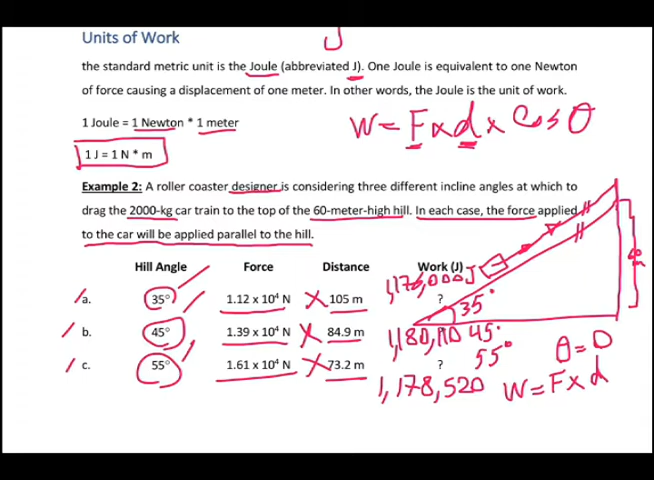 J
Units of Work
the standard metric unit is the Joule (abbreviated J). One Joule is equivalent to one Newton
of force causing a displacement of one meter. In other words, the Joule is the unit of work.
1 Joule = 1 Newton * 1 meter
W = F x d x Cos θ
1 J = 1 N * m
Example 2: A roller coaster designer is considering three different incline angles at which to
drag the 2000-kg car train to the top of the 60-meter-high hill. In each case, the force applied
to the car will be applied parallel to the hill.
Hill Angle Force Distance Work (J)
1,176,000J
a. 35° 1.12 x 10⁴ N X 105 m ?
35°
b. 45° 1.39 x 10⁴ N X 84.9 m
1,180,110 45°
c. 55° 1.61 x 10⁴ N X 73.2 m ?
55°
θ = 0
1,178,520 W = F x d